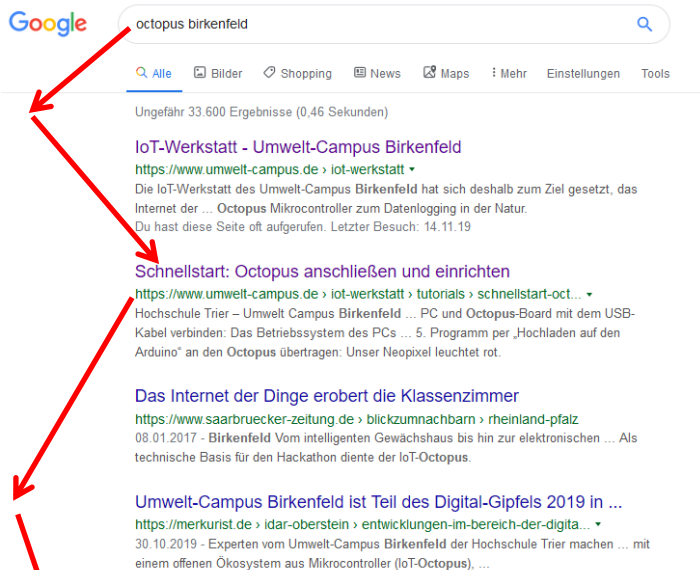 Google octopus birkenfeld
Alle Bilder Shopping News Maps Mehr Einstellungen Tools
Ungefähr 33.600 Ergebnisse (0,46 Sekunden)
IoT-Werkstatt - Umwelt-Campus Birkenfeld
https://www.umwelt-campus.de › iot-werkstatt
Die IoT-Werkstatt des Umwelt-Campus Birkenfeld hat sich deshalb zum Ziel gesetzt, das
Internet der ... Octopus Mikrocontroller zum Datenlogging in der Natur.
Du hast diese Seite oft aufgerufen. Letzter Besuch: 14.11.19
Schnellstart: Octopus anschließen und einrichten
https://www.umwelt-campus.de › iot-werkstatt › tutorials › schnellstart-oct...
Hochschule Trier – Umwelt Campus Birkenfeld ... PC und Octopus-Board mit dem USB-
Kabel verbinden: Das Betriebssystem des PCs ... 5. Programm per „Hochladen auf den
Arduino“ an den Octopus übertragen: Unser Neopixel leuchtet rot.
Das Internet der Dinge erobert die Klassenzimmer
https://www.saarbruecker-zeitung.de › blickzumnachbarn › rheinland-pfalz
08.01.2017 - Birkenfeld Vom intelligenten Gewächshaus bis hin zur elektronischen ... Als
technische Basis für den Hackathon diente der IoT-Octopus.
Umwelt-Campus Birkenfeld ist Teil des Digital-Gipfels 2019 in ...
https://merkurist.de › idar-oberstein › entwicklungen-im-bereich-der-digita...
30.10.2019 - Experten vom Umwelt-Campus Birkenfeld der Hochschule Trier machen ... mit
einem offenen Ökosystem aus Mikrocontroller (IoT-Octopus), ...